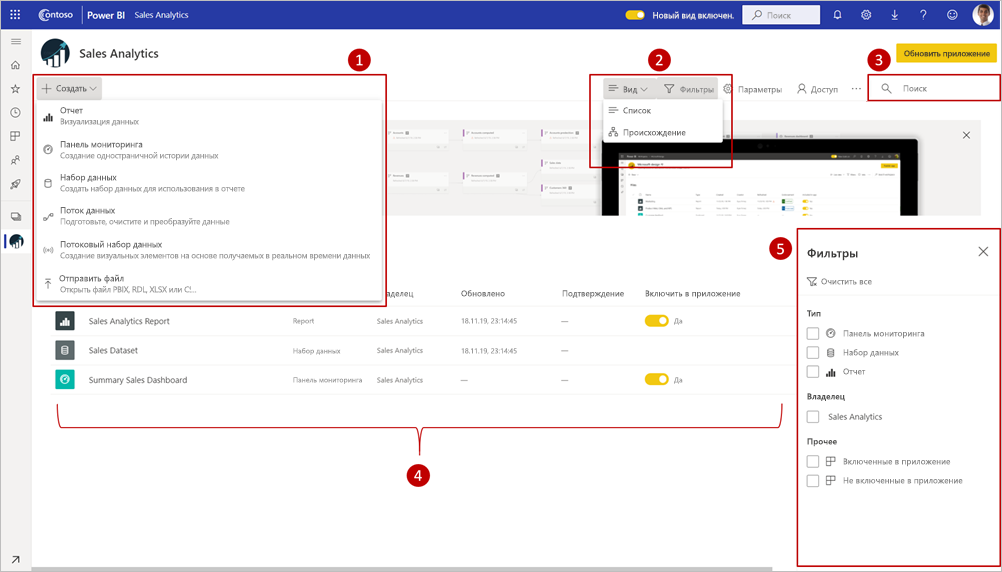 Contoso Power BI Sales Analytics Новый вид включен. Поиск
Sales Analytics
Обновить приложение
1
2
3
Создать
Вид Фильтры Параметры Доступ ... Поиск
Отчет
Визуализация данных
Панель мониторинга
Создание одностраничной истории данных
Набор данных
Создать набор данных для использования в отчете
Поток данных
Подготовьте, очистите и преобразуйте данные
Потоковый набор данных
Создание визуальных элементов на основе получаемых в реальном времени данных
Отправить файл
Открыть файл PBIX, RDL, XLSX или С!...
Список
Происхождение
аделец Обновлено Подтверждение Включить в приложение
Sales Analytics Report Report Sales Analytics 18.11.19, 23:14:45 — Да
Sales Dataset Набор данных Sales Analytics 18.11.19, 23:14:45 —
Summary Sales Dashboard Панель мониторинга Sales Analytics — — Да
4
5
Фильтры
Очистить все
Тип
Панель мониторинга
Набор данных
Отчет
Владелец
Sales Analytics
Прочее
Включенные в приложение
Не включенные в приложение